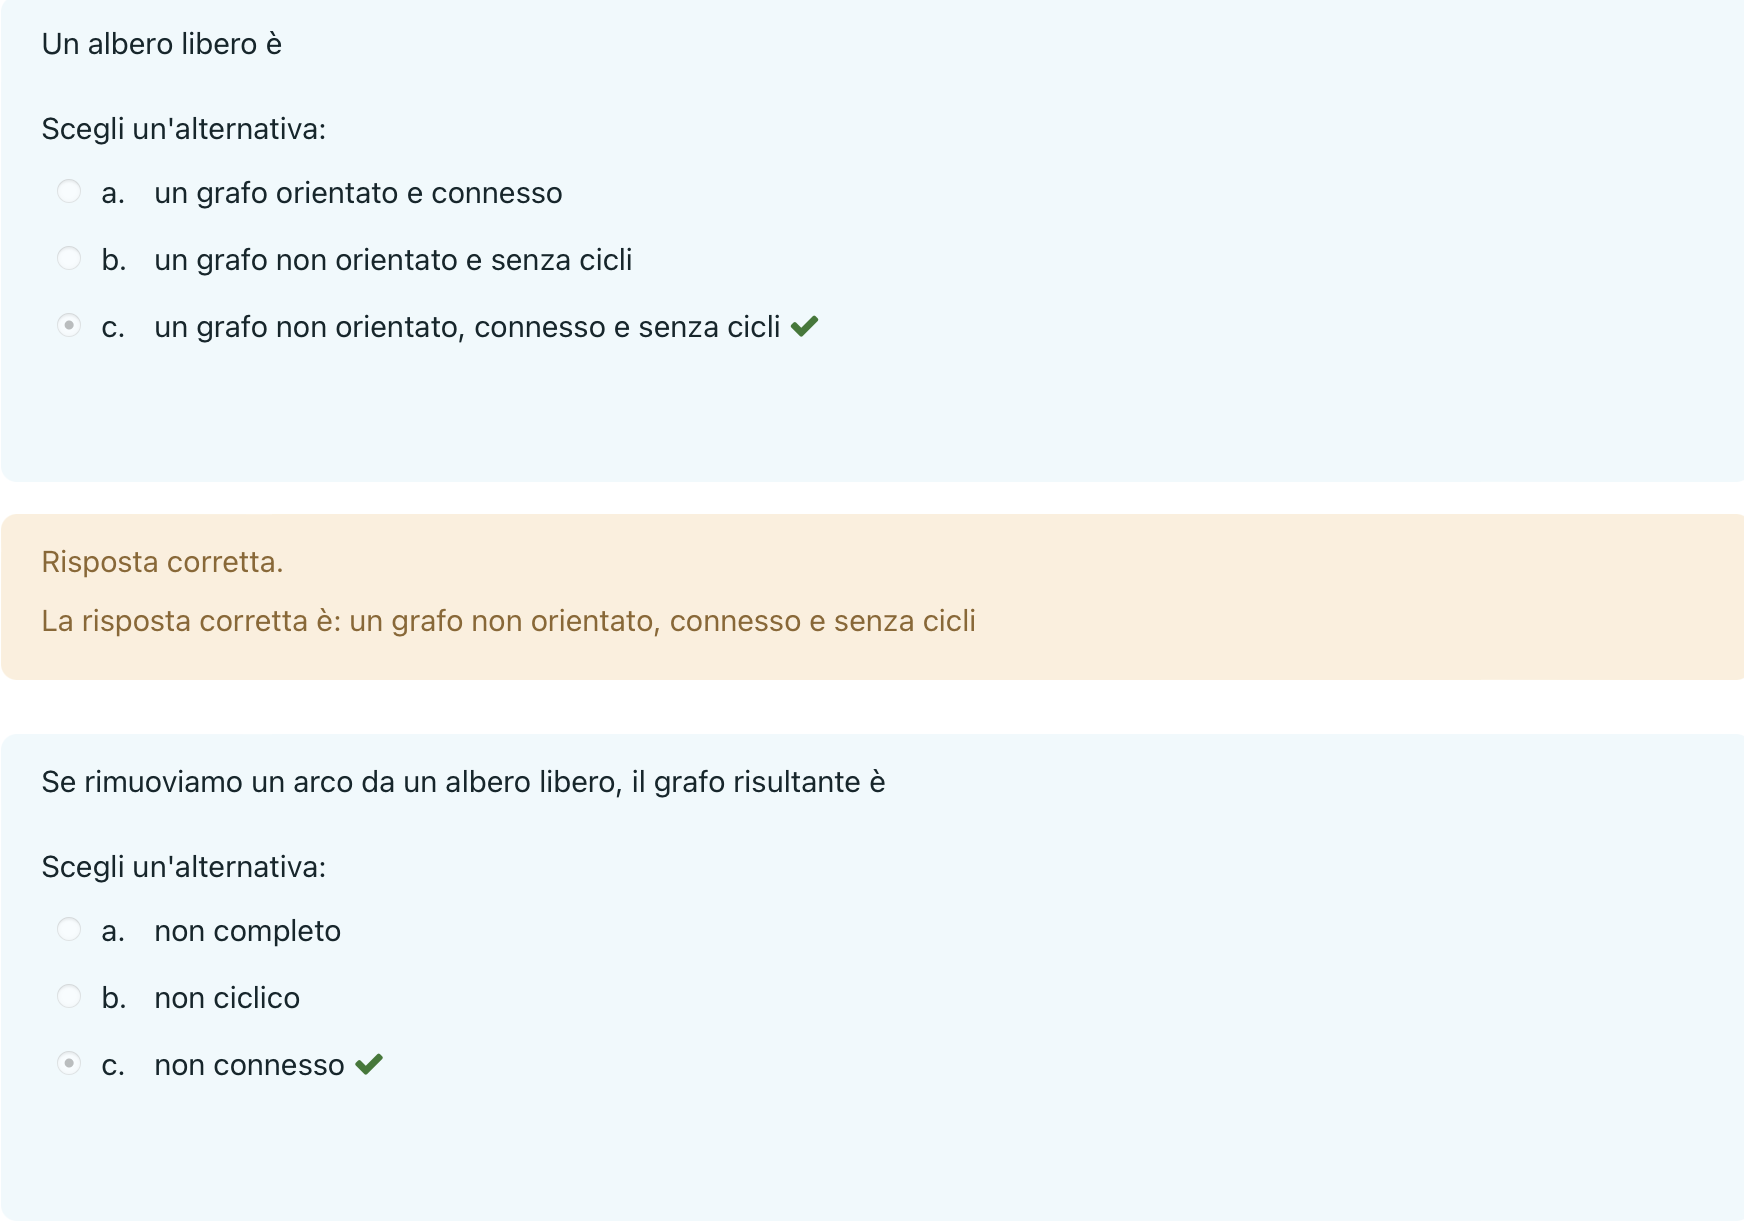 Un albero libero è
Scegli un'alternativa:
a. un grafo orientato e connesso
b. un grafo non orientato e senza cicli
c. un grafo non orientato, connesso e senza cicli
Risposta corretta.
La risposta corretta è: un grafo non orientato, connesso e senza cicli
Se rimuoviamo un arco da un albero libero, il grafo risultante è
Scegli un'alternativa:
a. non completo
b. non ciclico
c. non connesso